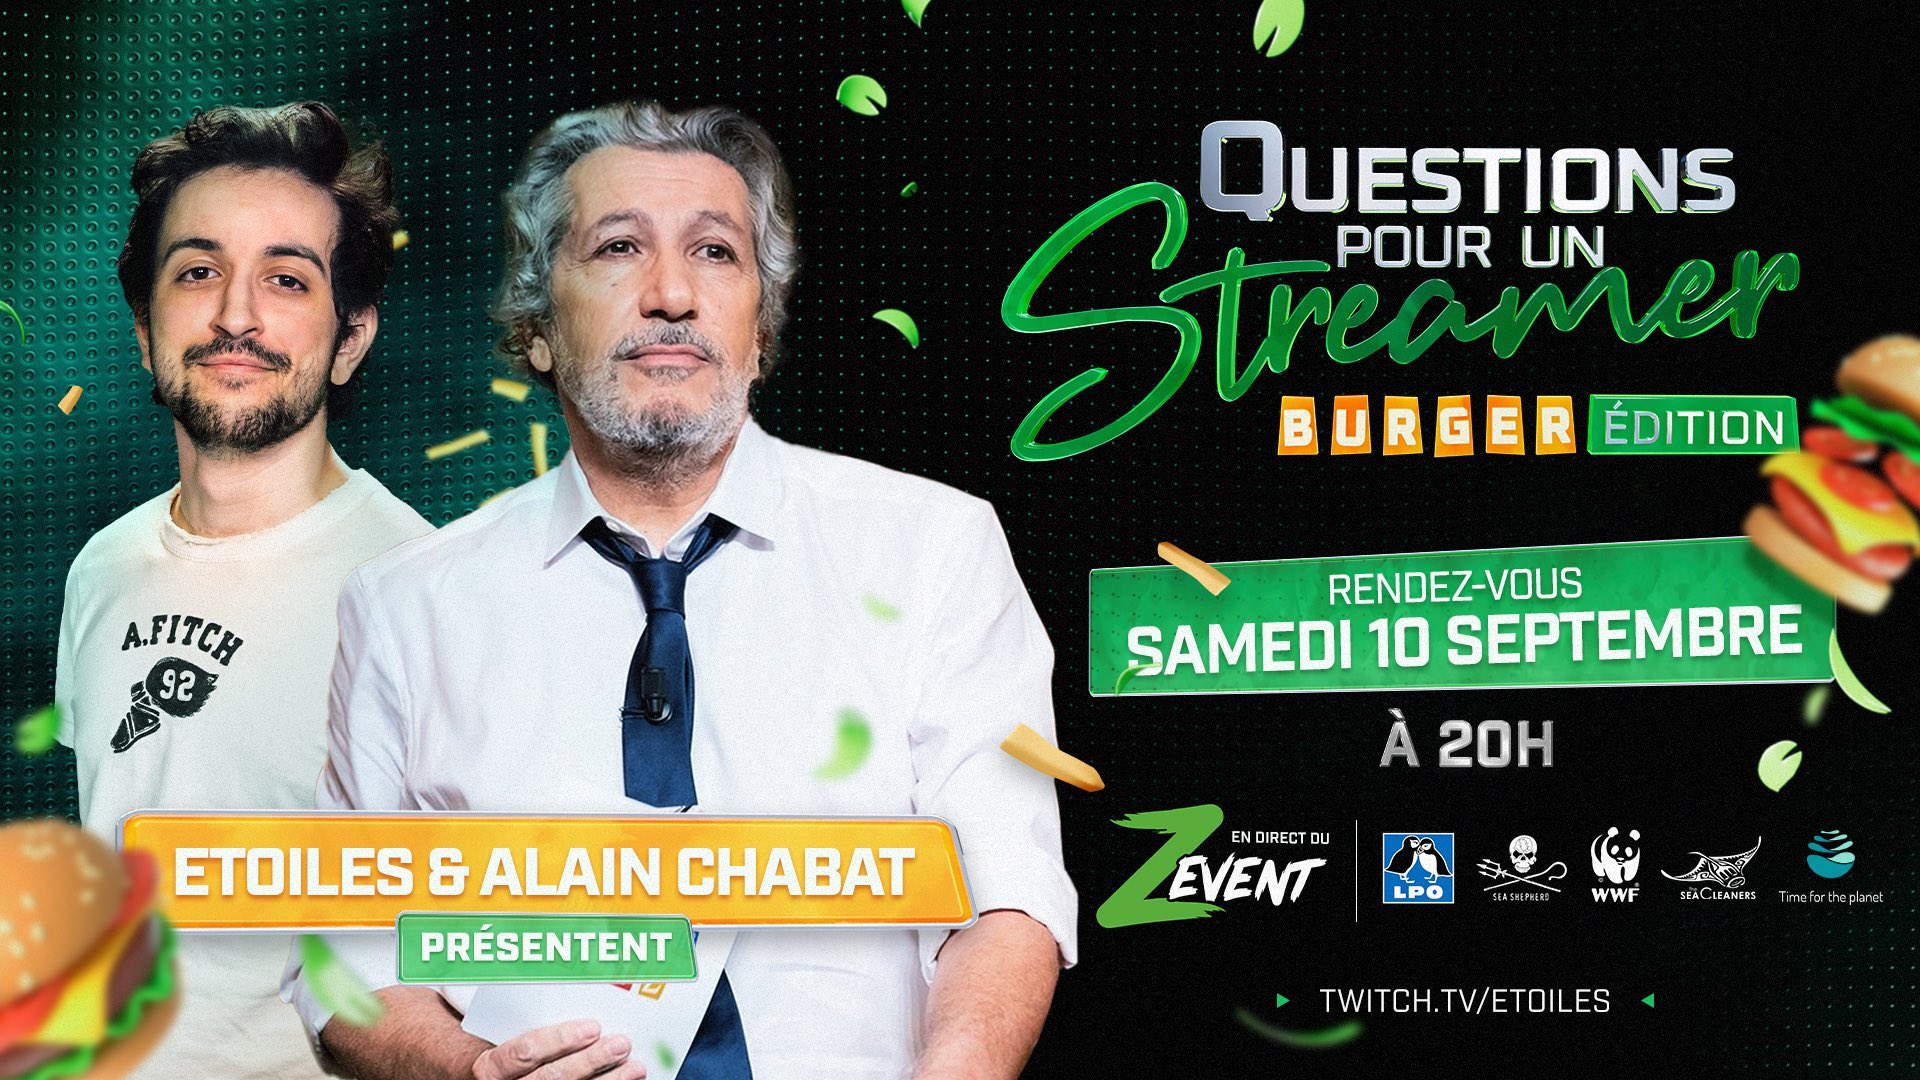 QUESTIONS
POUR UN
Streamer
BURGER ÉDITION
A.FITCH
92
RENDEZ-VOUS
SAMEDI 10 SEPTEMBRE
À 20H
ETOILES & ALAIN CHABAT
PRÉSENTENT
EN DIRECT DU
ZEVENT
LPO
SEA SHEPHERD
WWF
SEACLEANERS
Time for the planet
TWITCH.TV/ETOILES